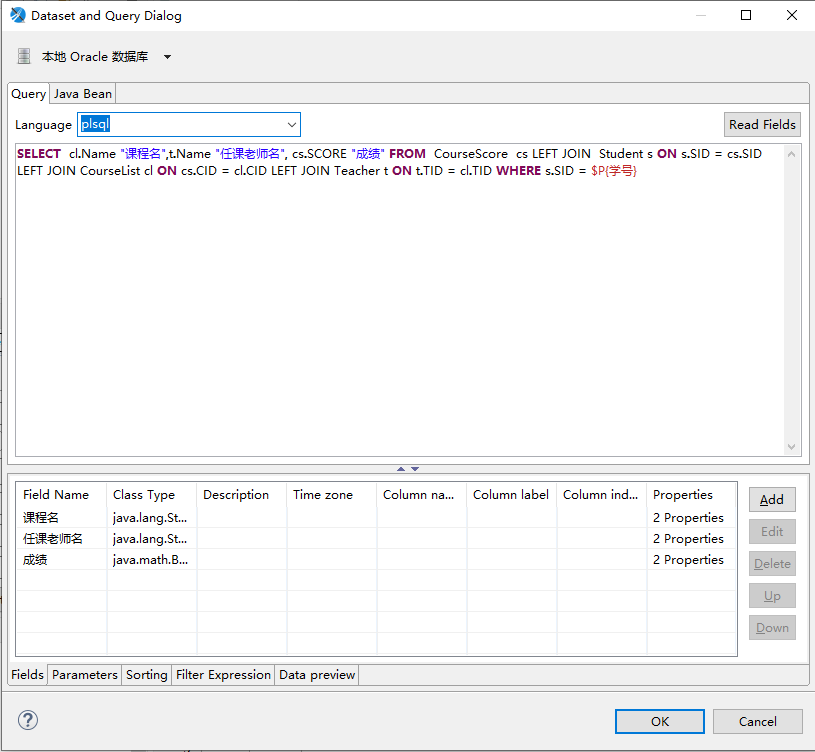 Dataset and Query Dialog
本地 Oracle 数据库
Query Java Bean
Language plsql Read Fields
SELECT cl.Name "课程名",t.Name "任课老师名", cs.SCORE "成绩" FROM CourseScore cs LEFT JOIN Student s ON s.SID = cs.SID
LEFT JOIN CourseList cl ON cs.CID = cl.CID LEFT JOIN Teacher t ON t.TID = cl.TID WHERE s.SID = $P{学号}
Field Name Class Type Description Time zone Column na... Column label Column ind... Properties
课程名 java.lang.St... 2 Properties
任课老师名 java.lang.St... 2 Properties
成绩 java.math.B... 2 Properties
Add
Edit
Delete
Up
Down
Fields Parameters Sorting Filter Expression Data preview
? OK Cancel